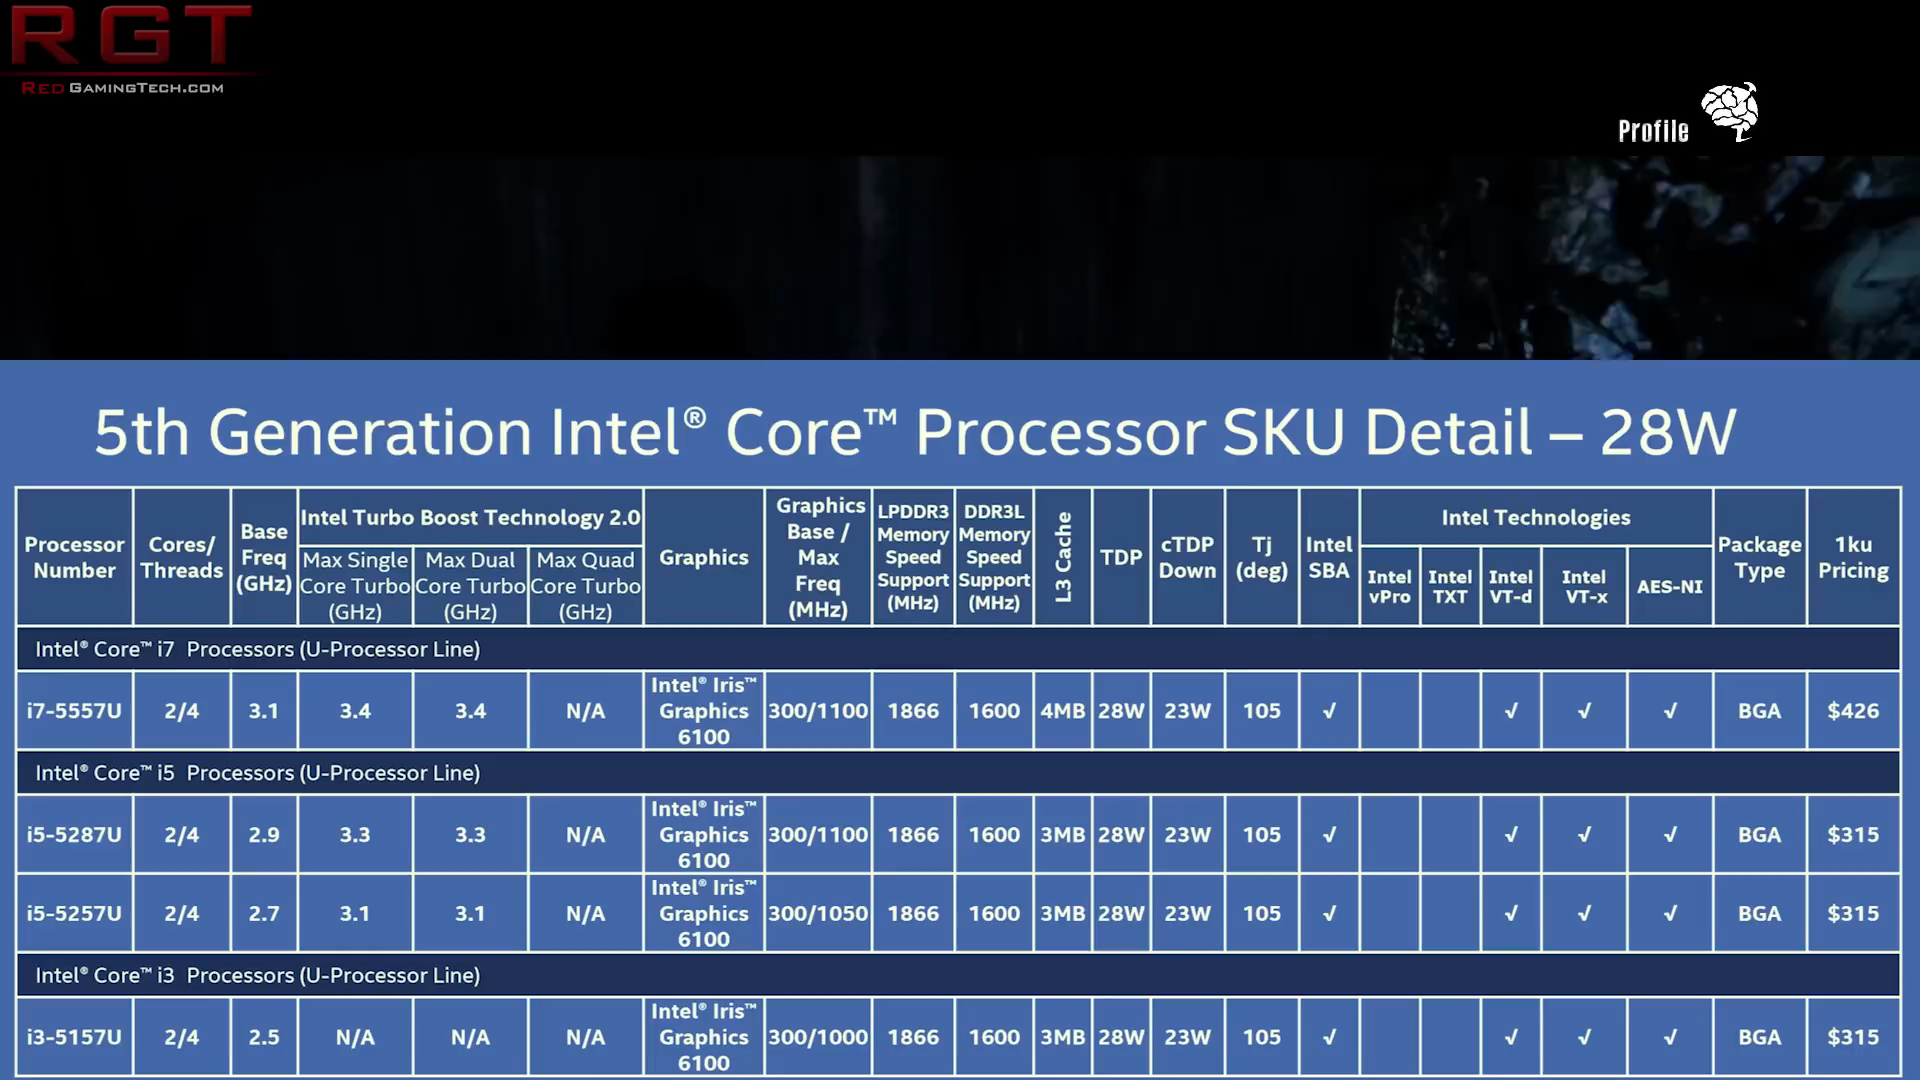 RGT
RED GAMINGTECH.COM
Profile
5th Generation Intel® Core™ Processor SKU Detail – 28W
Processor Number | Cores/ Threads | Base Freq (GHz) | Intel Turbo Boost Technology 2.0 | Graphics | Graphics Base / Max Freq (MHz) | LPDDR3 Memory Speed Support (MHz) | DDR3L Memory Speed Support (MHz) | L3 Cache | TDP | cTDP Down | Tj (deg) | Intel SBA | Intel Technologies | Package Type | 1ku Pricing
Max Single Core Turbo (GHz) | Max Dual Core Turbo (GHz) | Max Quad Core Turbo (GHz) | Intel vPro | Intel TXT | Intel VT-d | Intel VT-x | AES-NI
Intel® Core™ i7 Processors (U-Processor Line)
i7-5557U | 2/4 | 3.1 | 3.4 | 3.4 | N/A | Intel® Iris™ Graphics 6100 | 300/1100 | 1866 | 1600 | 4MB | 28W | 23W | 105 | √ | | | √ | √ | √ | BGA | $426
Intel® Core™ i5 Processors (U-Processor Line)
i5-5287U | 2/4 | 2.9 | 3.3 | 3.3 | N/A | Intel® Iris™ Graphics 6100 | 300/1100 | 1866 | 1600 | 3MB | 28W | 23W | 105 | √ | | | √ | √ | √ | BGA | $315
i5-5257U | 2/4 | 2.7 | 3.1 | 3.1 | N/A | Intel® Iris™ Graphics 6100 | 300/1050 | 1866 | 1600 | 3MB | 28W | 23W | 105 | √ | | | √ | √ | √ | BGA | $315
Intel® Core™ i3 Processors (U-Processor Line)
i3-5157U | 2/4 | 2.5 | N/A | N/A | N/A | Intel® Iris™ Graphics 6100 | 300/1000 | 1866 | 1600 | 3MB | 28W | 23W | 105 | √ | | | √ | √ | √ | BGA | $315